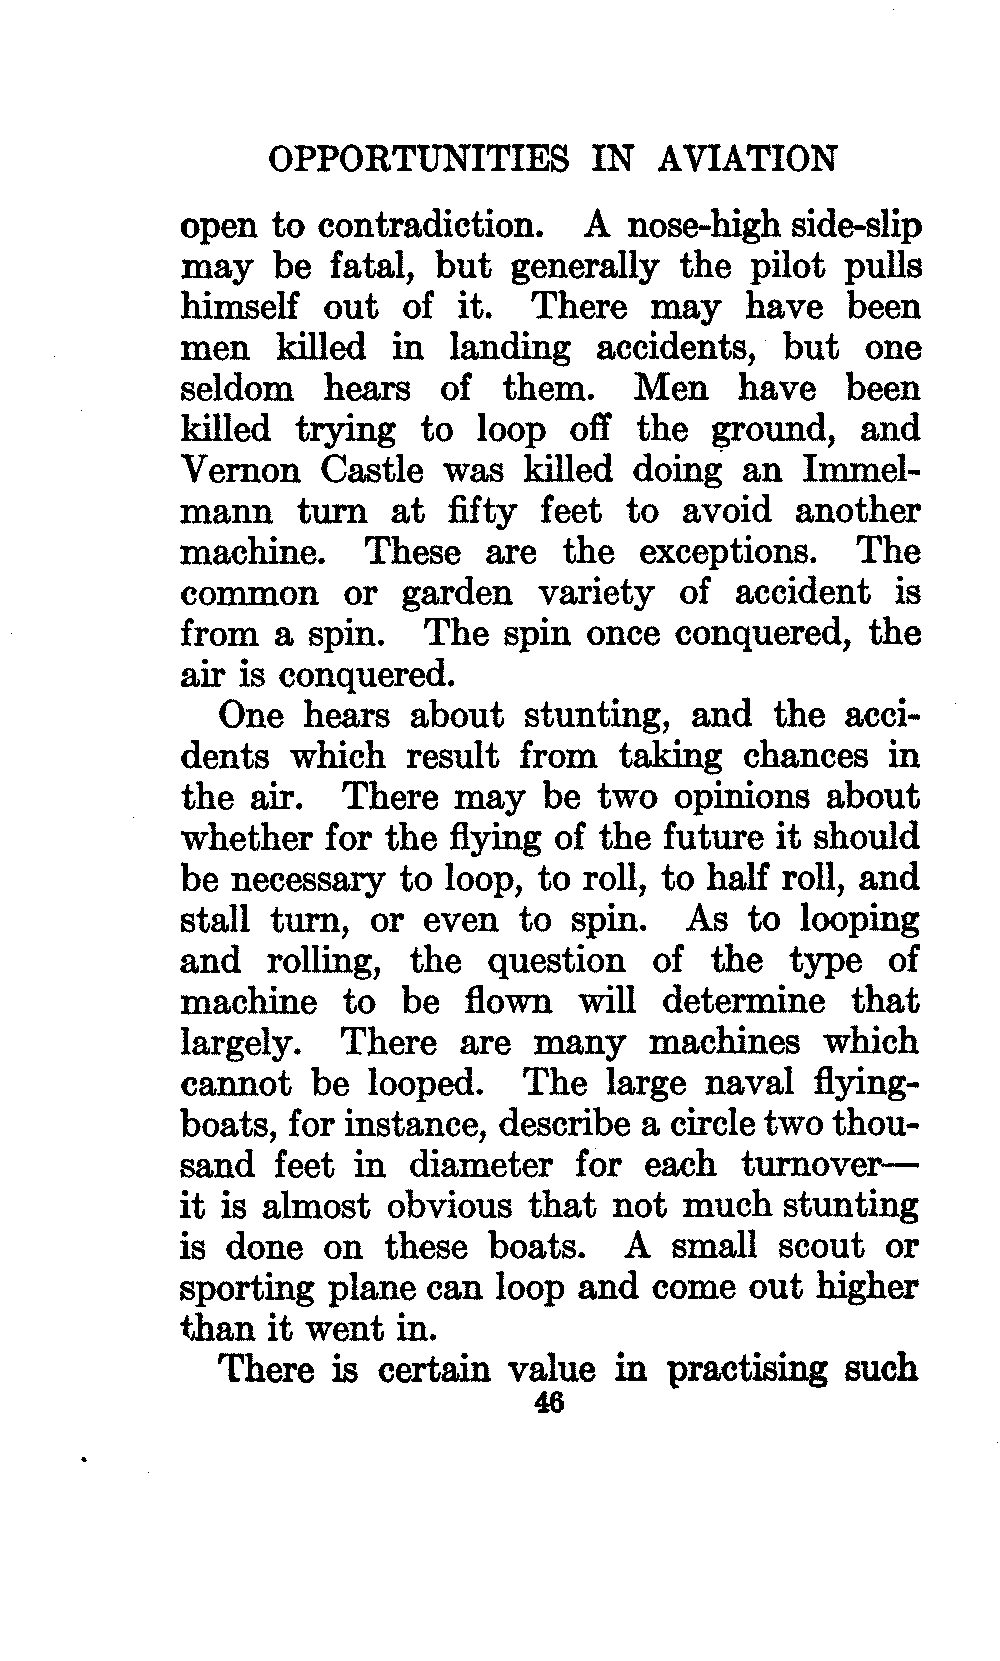 OPPORTUNITIES IN AVIATION
open to contradiction. A nose-high side-slip
may be fatal, but generally the pilot pulls
himself out of it. There may have been
men killed in landing accidents, but one
seldom hears of them. Men have been
killed trying to loop off the ground, and
Vernon Castle was killed doing an Immel-
mann turn at fifty feet to avoid another
machine. These are the exceptions. The
common or garden variety of accident is
from a spin. The spin once conquered, the
air is conquered.
One hears about stunting, and the acci-
dents which result from taking chances in
the air. There may be two opinions about
whether for the flying of the future it should
be necessary to loop, to roll, to half roll, and
stall turn, or even to spin. As to looping
and rolling, the question of the type of
machine to be flown will determine that
largely. There are many machines which
cannot be looped. The large naval flying-
boats, for instance, describe a circle two thou-
sand feet in diameter for each turnover—
it is almost obvious that not much stunting
is done on these boats. A small scout or
sporting plane can loop and come out higher
than it went in.
There is certain value in practising such
46